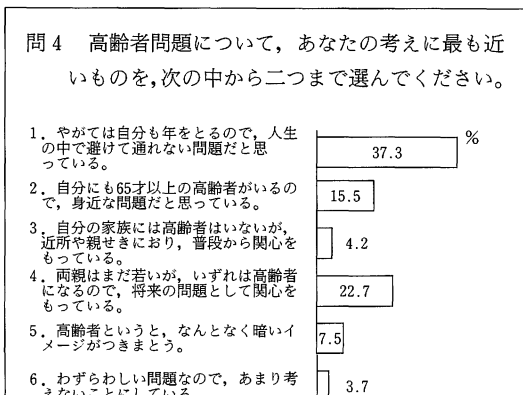 問4 高齢者問題について，あなたの考えに最も近
いものを，次の中から二つまで選んでください。
1．やがては自分も年をとるので，人生
の中で避けて通れない問題だと思
っている。
%
37.3
2．自分にも65才以上の高齢者がいるの
で，身近な問題だと思っている。
15.5
3．自分の家族には高齢者はいないが，
近所や親せきにおり，普段から関心を
もっている。
4.2
4．両親はまだ若いが，いずれは高齢者
になるので，将来の問題として関心を
もっている。
22.7
5．高齢者というと，なんとなく暗いイ
メージがつきまとう。
7.5
6．わずらわしい問題なので，あまり考
えないことにしている
3.7